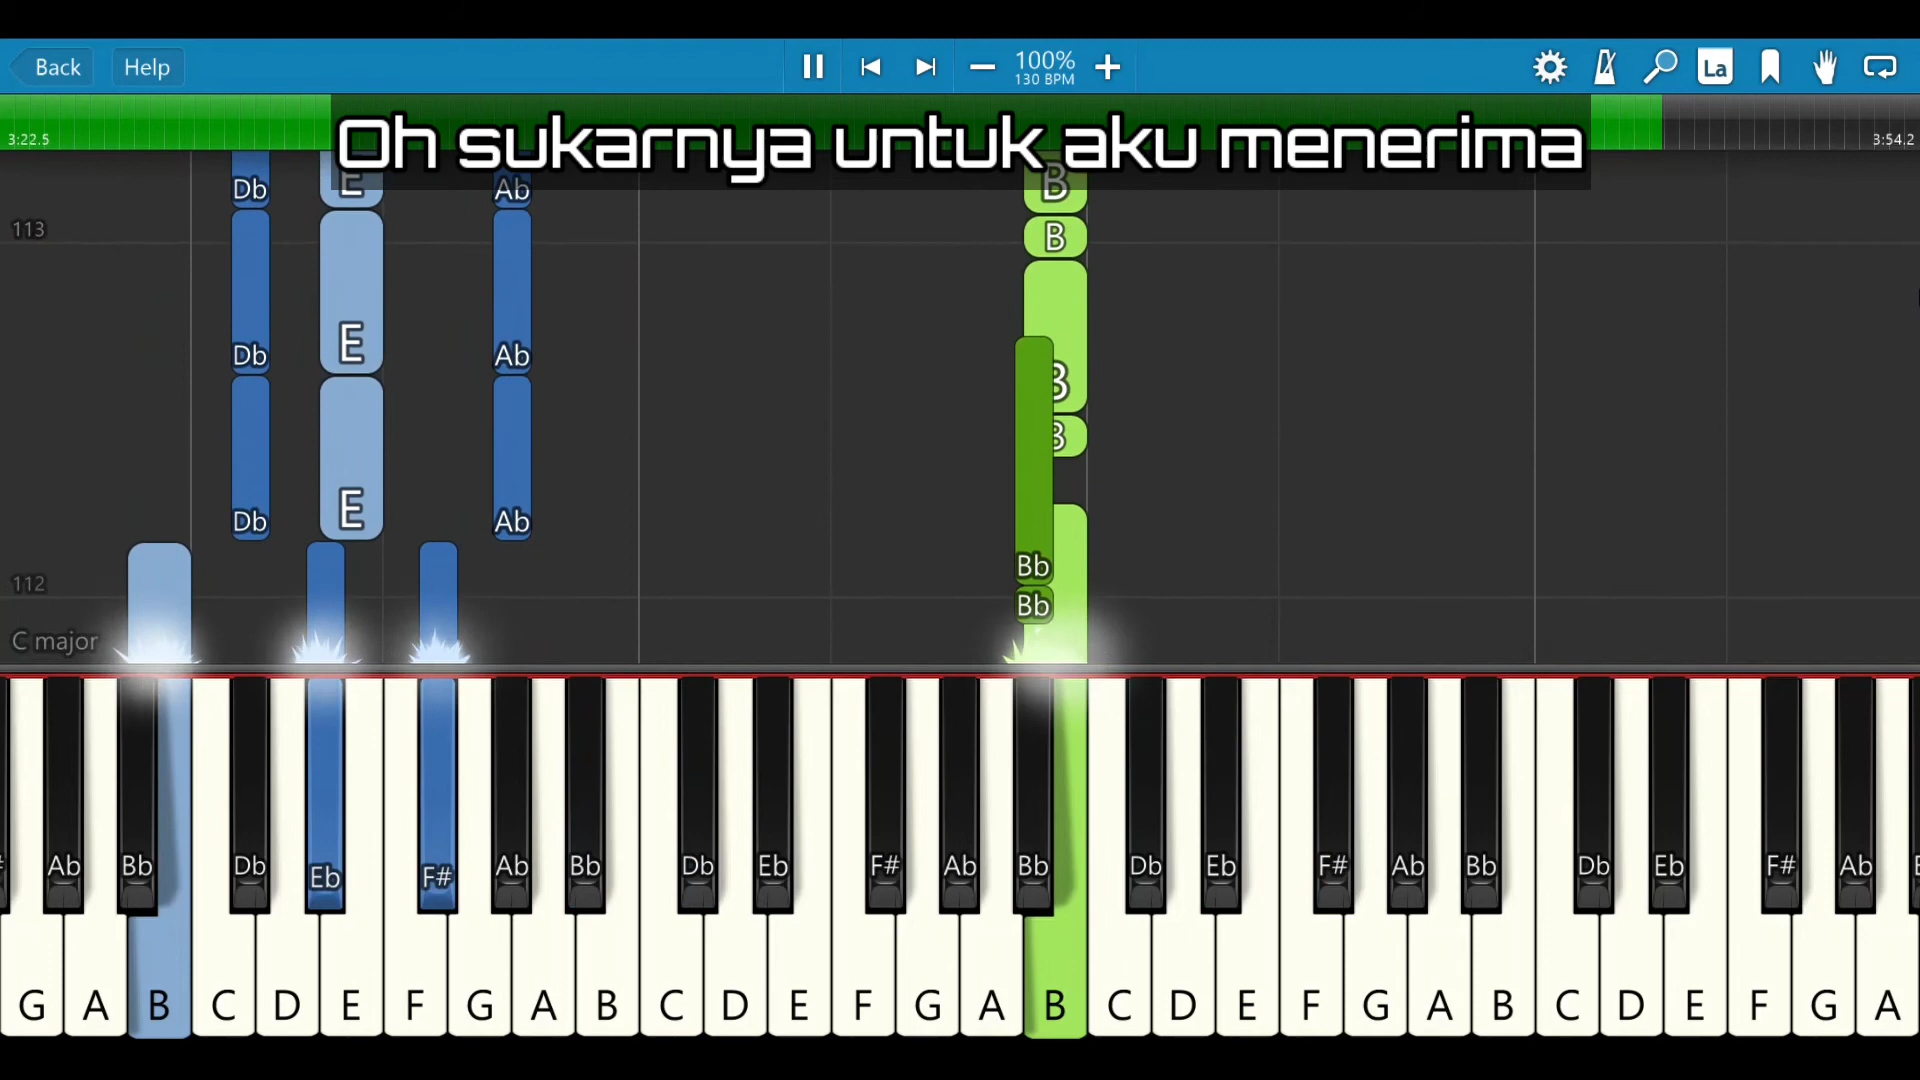 Back Help 100% La
130 BPM
3:22.5 Oh sukarnya untuk aku menerima 3:54,2
Db E Ab B
113 B
Db E Ab B
B
Db E Ab
Bb
112 Bb
C major
Ab Bb Db Eb F# Ab Bb Db Eb F# Ab Bb Db Eb F# Ab Bb Db Eb F# Ab
G A B C D E F G A B C D E F G A B C D E F G A B C D E F G A